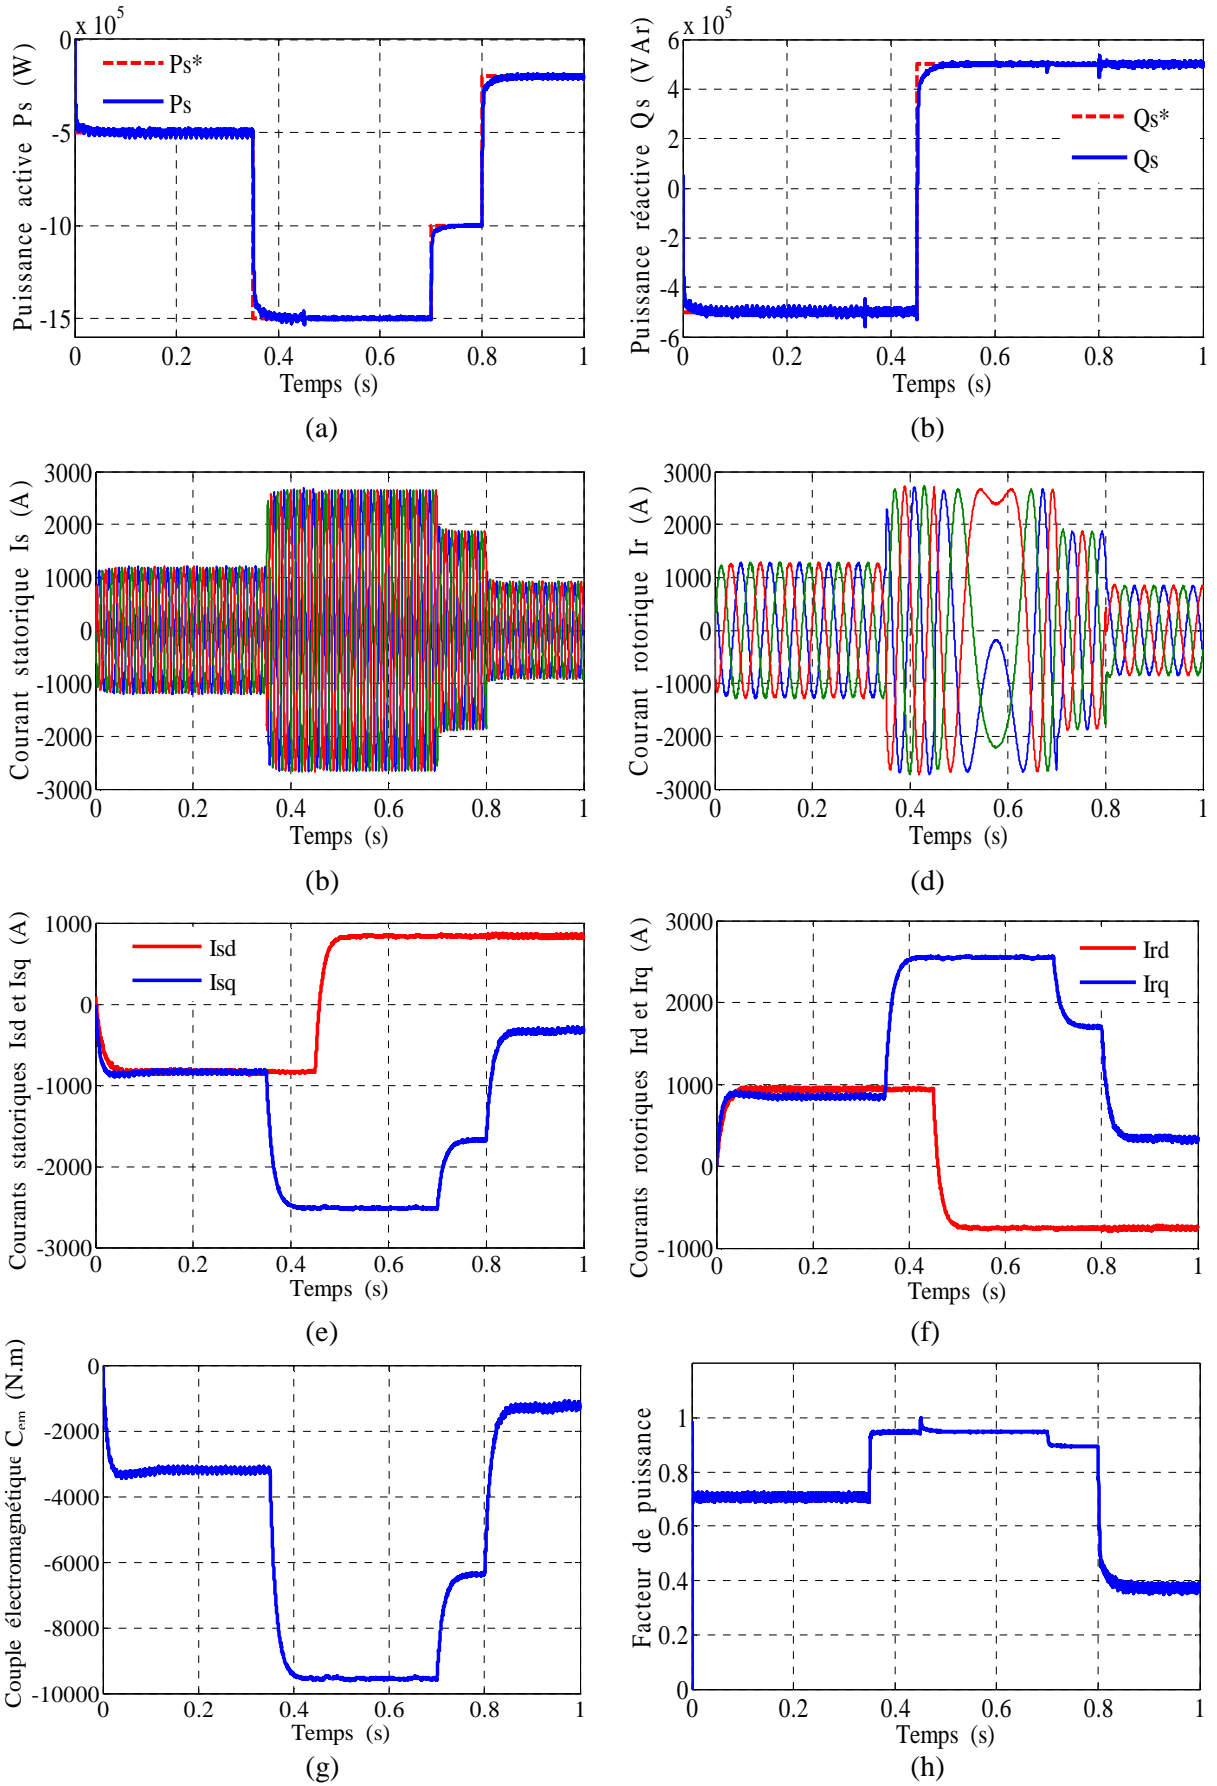 x 10⁵
0
-5
-10
-15
Puissance active Ps (W)
Ps*
Ps
0
0.2
0.4
0.6
0.8
1
Temps (s)
(a)
x 10⁵
6
4
2
0
-2
-4
-6
Puissance réactive Qs (VAr)
Qs*
Qs
0
0.2
0.4
0.6
0.8
1
Temps (s)
(b)
3000
2000
1000
0
-1000
-2000
-3000
Courant statorique Is (A)
0
0.2
0.4
0.6
0.8
1
Temps (s)
(b)
3000
2000
1000
0
-1000
-2000
-3000
Courant rotorique Ir (A)
0
0.2
0.4
0.6
0.8
1
Temps (s)
(d)
1000
0
-1000
-2000
-3000
Courants statoriques Isd et Isq (A)
Isd
Isq
0
0.2
0.4
0.6
0.8
1
Temps (s)
(e)
3000
2000
1000
0
-1000
Courants rotoriques Ird et Irq (A)
Ird
Irq
0
0.2
0.4
0.6
0.8
1
Temps (s)
(f)
0
-2000
-4000
-6000
-8000
-10000
Couple électromagnétique Cem (N.m)
0
0.2
0.4
0.6
0.8
1
Temps (s)
(g)
1
0.8
0.6
0.4
0.2
0
Facteur de puissance
0
0.2
0.4
0.6
0.8
1
Temps (s)
(h)